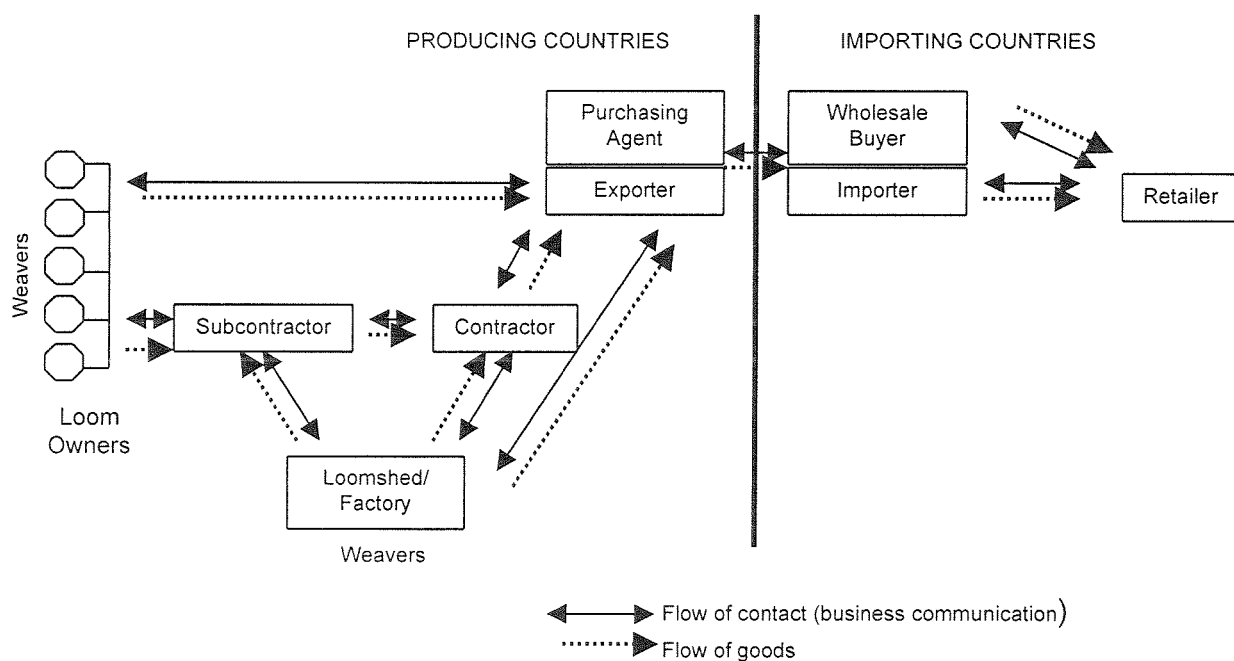 PRODUCING COUNTRIES
IMPORTING COUNTRIES
Purchasing
Agent
Wholesale
Buyer
Exporter
Importer
Retailer
Weavers
Subcontractor
Contractor
Loom
Owners
Loomshed/
Factory
Weavers
Flow of contact (business communication)
Flow of goods